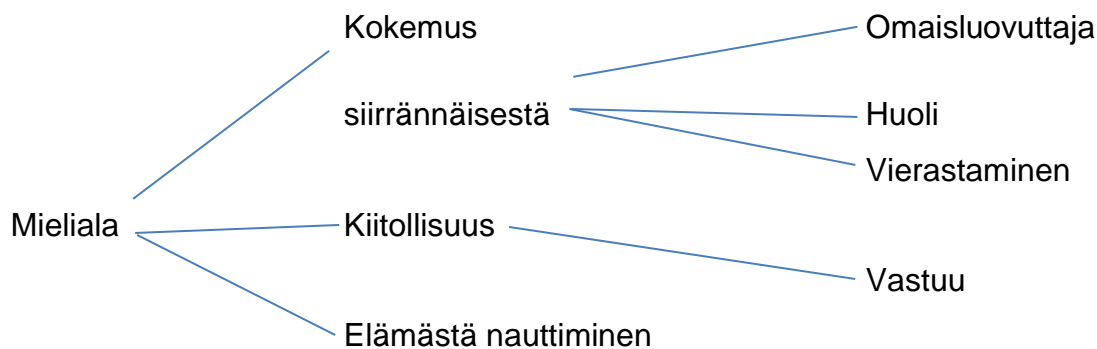 Kokemus
Omaisluovuttaja
siirrännäisestä
Huoli
Vierastaminen
Mieliala
Kiitollisuus
Vastuu
Elämästä nauttiminen